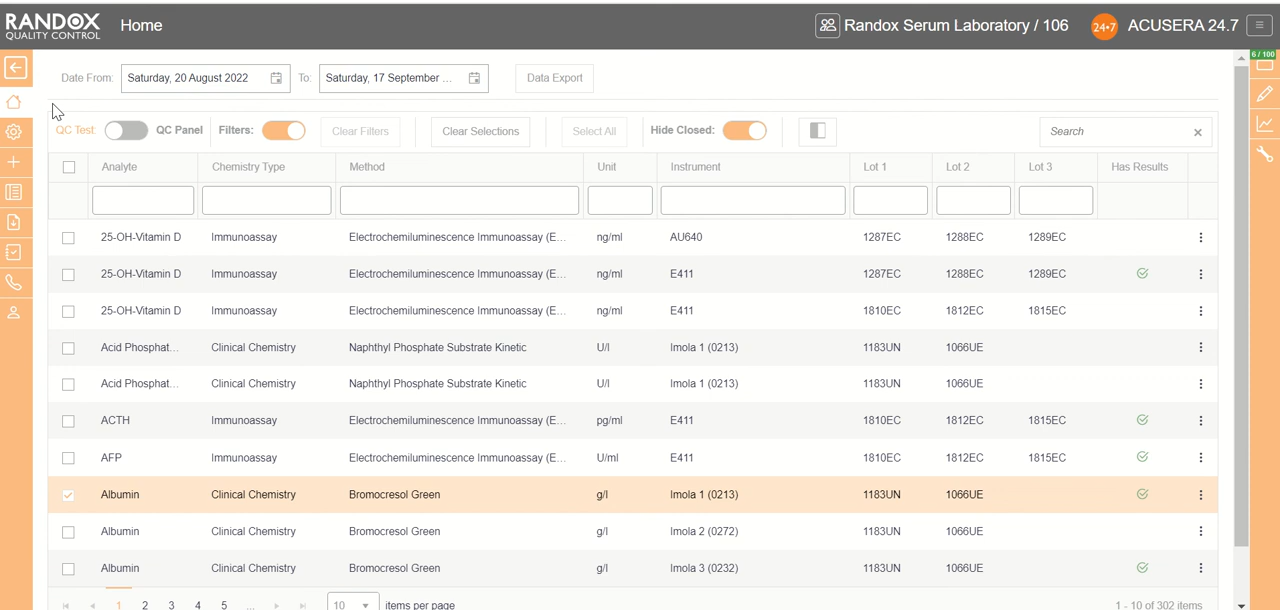 RANDOX
QUALITY CONTROL
Home
Randox Serum Laboratory / 106
24•7
ACUSERA 24.7
6 / 100
Date From: Saturday, 20 August 2022 To: Saturday, 17 September ... Data Export
QC Test: QC Panel Filters: Clear Filters Clear Selections Select All Hide Closed: Search
Analyte Chemistry Type Method Unit Instrument Lot 1 Lot 2 Lot 3 Has Results
25-OH-Vitamin D Immunoassay Electrochemiluminescence Immunoassay (E... ng/ml AU640 1287EC 1288EC 1289EC
25-OH-Vitamin D Immunoassay Electrochemiluminescence Immunoassay (E... ng/ml E411 1287EC 1288EC 1289EC
25-OH-Vitamin D Immunoassay Electrochemiluminescence Immunoassay (E... ng/ml E411 1810EC 1812EC 1815EC
Acid Phosphat... Clinical Chemistry Naphthyl Phosphate Substrate Kinetic U/l Imola 1 (0213) 1183UN 1066UE
Acid Phosphat... Clinical Chemistry Naphthyl Phosphate Substrate Kinetic U/l Imola 1 (0213) 1183UN 1066UE
ACTH Immunoassay Electrochemiluminescence Immunoassay (E... pg/ml E411 1810EC 1812EC 1815EC
AFP Immunoassay Electrochemiluminescence Immunoassay (E... U/ml E411 1810EC 1812EC 1815EC
Albumin Clinical Chemistry Bromocresol Green g/l Imola 1 (0213) 1183UN 1066UE
Albumin Clinical Chemistry Bromocresol Green g/l Imola 2 (0272) 1183UN 1066UE
Albumin Clinical Chemistry Bromocresol Green g/l Imola 3 (0232) 1183UN 1066UE
1 2 3 4 5 ... 10 items per page 1 - 10 of 302 items